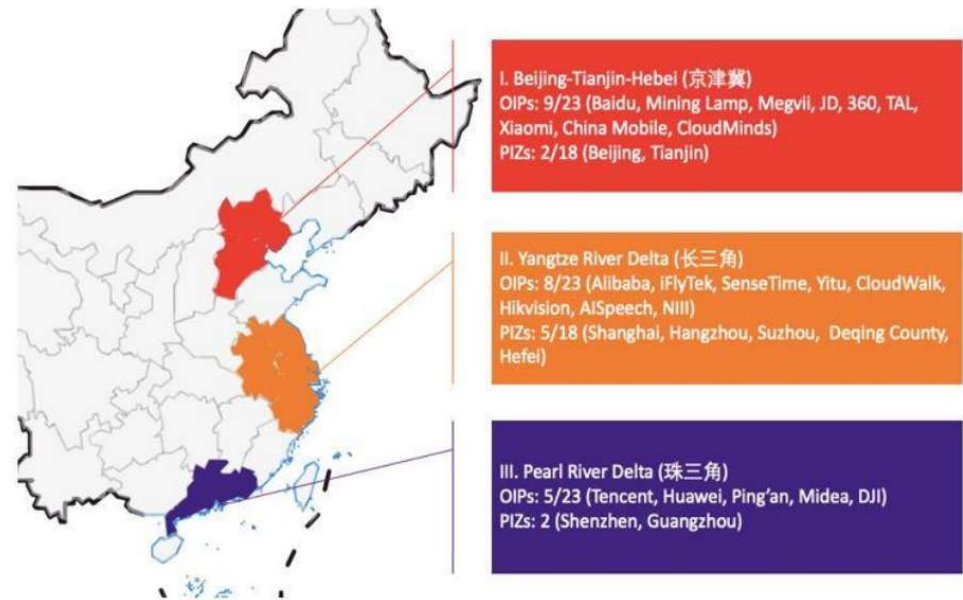 I. Beijing-Tianjin-Hebei (京津冀)
OIPs: 9/23 (Baidu, Mining Lamp, Megvii, JD, 360, TAL,
Xiaomi, China Mobile, CloudMinds)
PIZs: 2/18 (Beijing, Tianjin)
II. Yangtze River Delta (长三角)
OIPs: 8/23 (Alibaba, iFlyTek, SenseTime, Yitu, CloudWalk,
Hikvision, AISpeech, NIII)
PIZs: 5/18 (Shanghai, Hangzhou, Suzhou, Deqing County,
Hefei)
III. Pearl River Delta (珠三角)
OIPs: 5/23 (Tencent, Huawei, Ping’an, Midea, DJI)
PIZs: 2 (Shenzhen, Guangzhou)